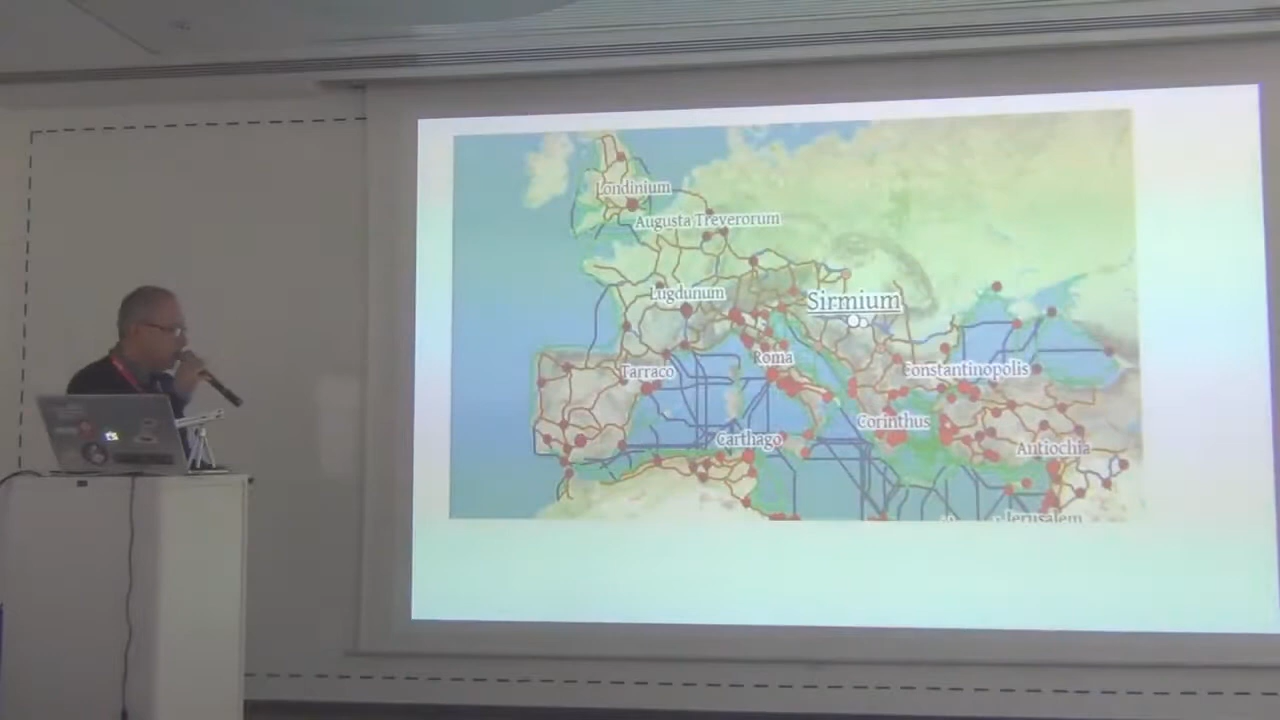 Londinium
Augusta Treverorum
Lugdunum
Sirmium
Roma
Tarraco
Constantinopolis
Corinthus
Carthago
Antiochia
Jerusalem